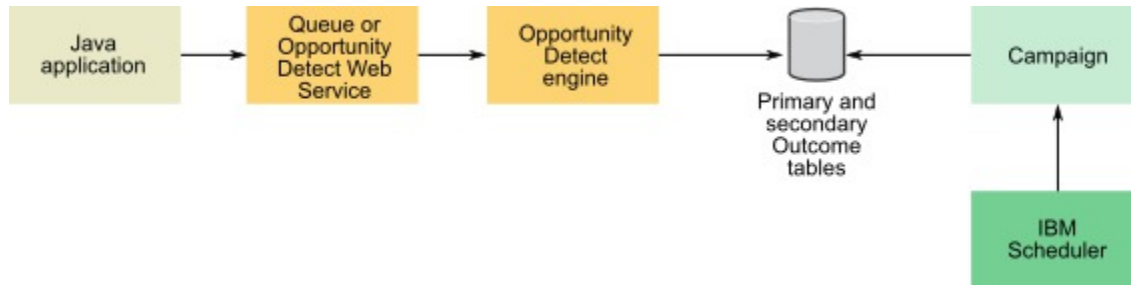 Java
application
Queue or
Opportunity
Detect Web
Service
Opportunity
Detect
engine
Primary and
secondary
Outcome
tables
Campaign
IBM
Scheduler